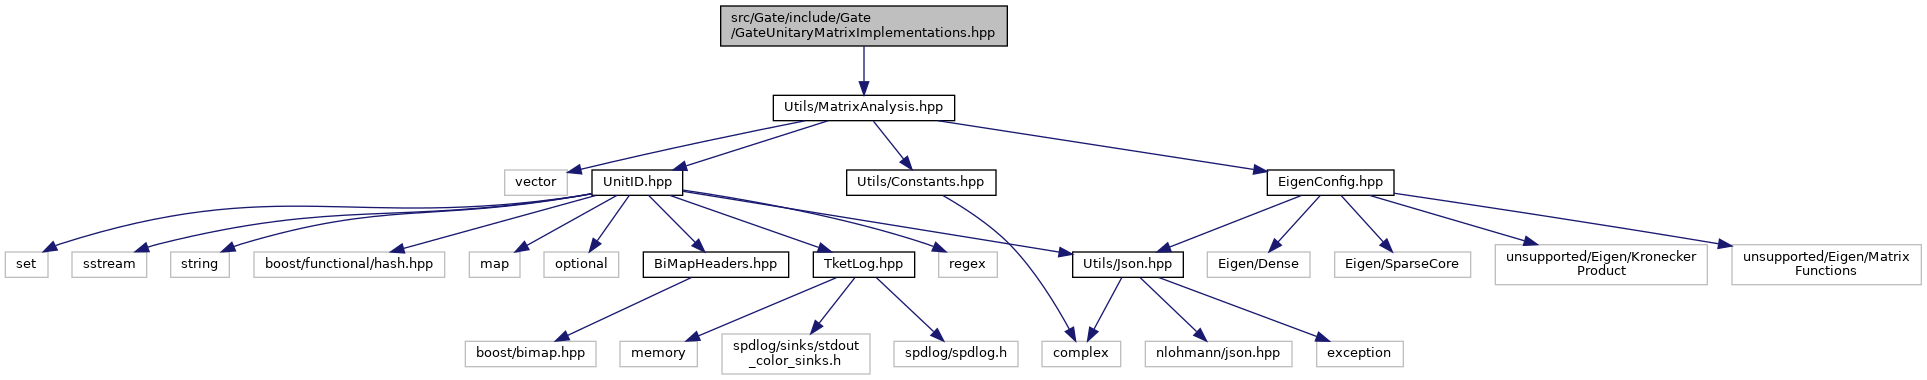 src/Gate/include/Gate
/GateUnitaryMatrixImplementations.hpp
Utils/MatrixAnalysis.hpp
vector
UnitID.hpp
Utils/Constants.hpp
EigenConfig.hpp
set
sstream
string
boost/functional/hash.hpp
map
optional
BiMapHeaders.hpp
TketLog.hpp
regex
Utils/Json.hpp
Eigen/Dense
Eigen/SparseCore
unsupported/Eigen/Kronecker
Product
unsupported/Eigen/Matrix
Functions
boost/bimap.hpp
memory
spdlog/sinks/stdout
_color_sinks.h
spdlog/spdlog.h
complex
nlohmann/json.hpp
exception